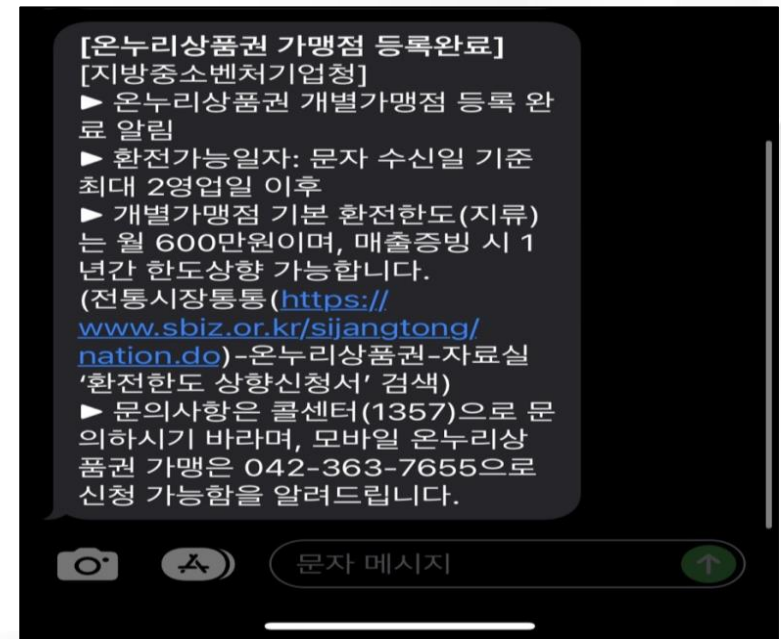 [온누리상품권 가맹점 등록완료]
[지방중소벤처기업청]
▶ 온누리상품권 개별가맹점 등록 완
료 알림
▶ 환전가능일자: 문자 수신일 기준
최대 2영업일 이후
▶ 개별가맹점 기본 환전한도(지류)
는 월 600만원이며, 매출증빙 시 1
년간 한도상향 가능합니다.
(전통시장통통(https://
www.sbiz.or.kr/sijangtong/
nation.do)-온누리상품권-자료실
‘환전한도 상향신청서’ 검색)
▶ 문의사항은 콜센터(1357)으로 문
의하시기 바라며, 모바일 온누리상
품권 가맹은 042-363-7655으로
신청 가능함을 알려드립니다.
문자 메시지